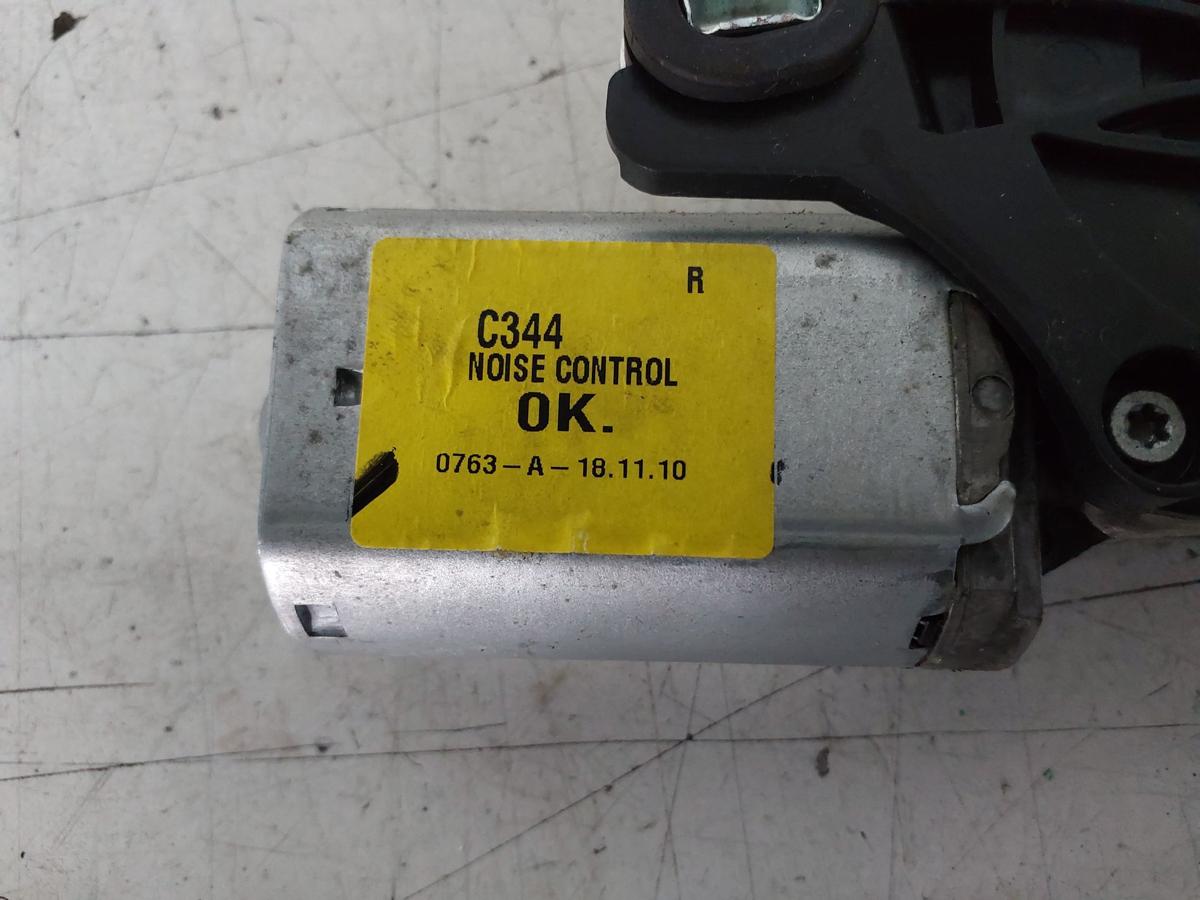 R
C344
NOISE CONTROL
OK.
0763-A-18.11.10